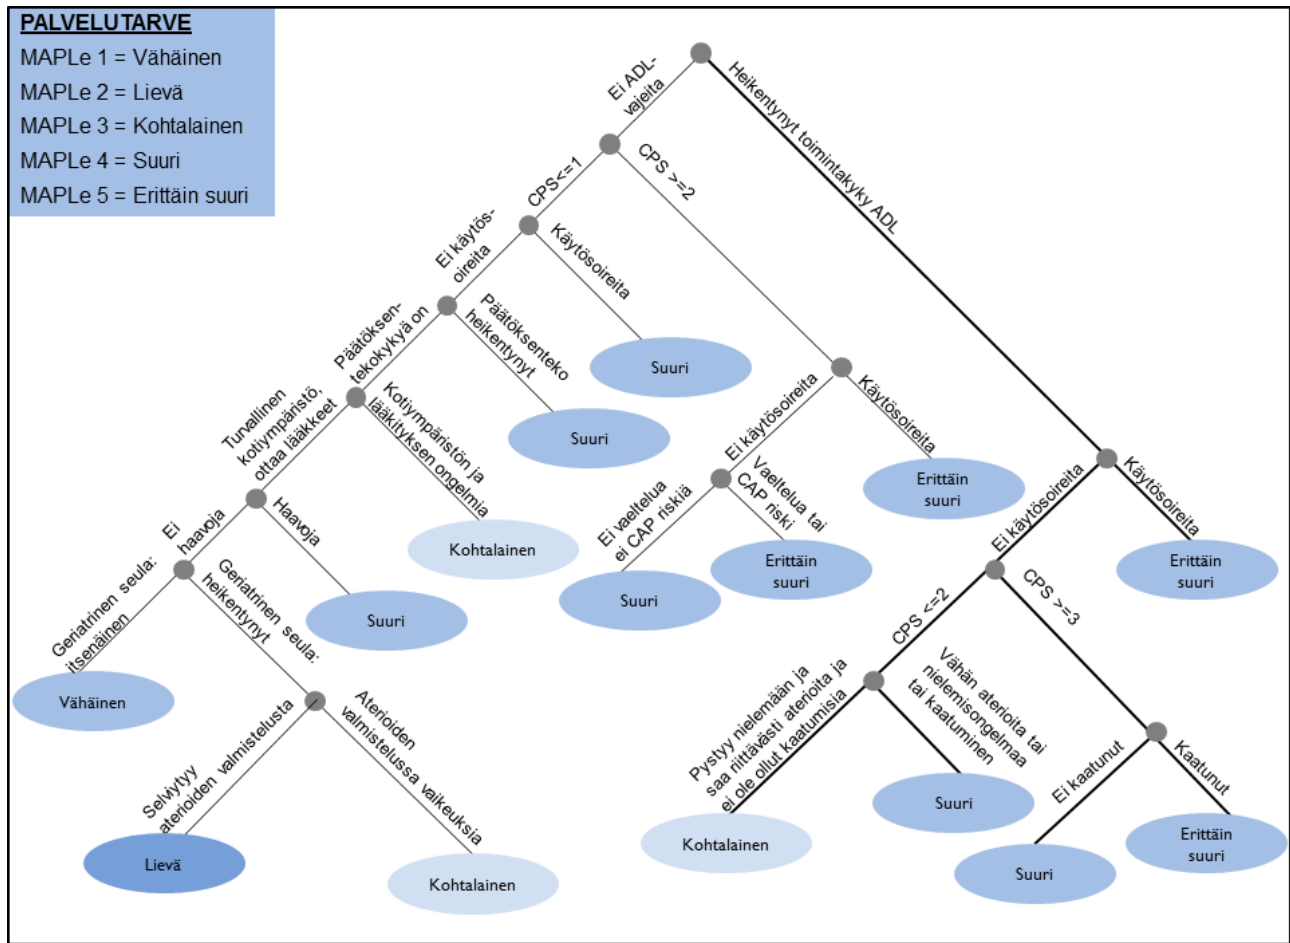 PALVELUTARVE
MAPLe 1 = Vähäinen
MAPLe 2 = Lievä
MAPLe 3 = Kohtalainen
MAPLe 4 = Suuri
MAPLe 5 = Erittäin suuri
Ei ADL-
vajeita
Heikentynyt toimintakyky ADL
CPS<=1
CPS >=2
Ei käytös-
oireita
Käytösoireita
Päätöksen-
tekokykyä on
Päätöksenteko
heikentynyt
Suuri
Suuri
Turvallinen
kotiympäristö,
ottaa lääkkeet
Kotiympäristön ja
lääkityksen ongelmia
Kohtalainen
Ei käytösoireita
Käytösoireita
Erittäin
suuri
Ei vaeltelua
ei CAP riskiä
Vaeltelua tai
CAP riski
Suuri
Erittäin
suuri
Ei käytösoireita
Käytösoireita
Erittäin
suuri
Ei
haavoja
Haavoja
Suuri
Geriatrinen seula:
itsenäinen
Geriatrinen seula:
heikentynyt
Vähäinen
Selviytyy
aterioiden valmistelusta
Aterioiden
valmistelussa vaikeuksia
Lievä
Kohtalainen
CPS <=2
CPS >=3
Pystyy nielemään ja
saa riittävästi aterioita ja
ei ole ollut kaatumisia
Vähän aterioita tai
nielemisongelmaa
tai kaatuminen
Kohtalainen
Suuri
Ei kaatunut
Kaatunut
Suuri
Erittäin
suuri